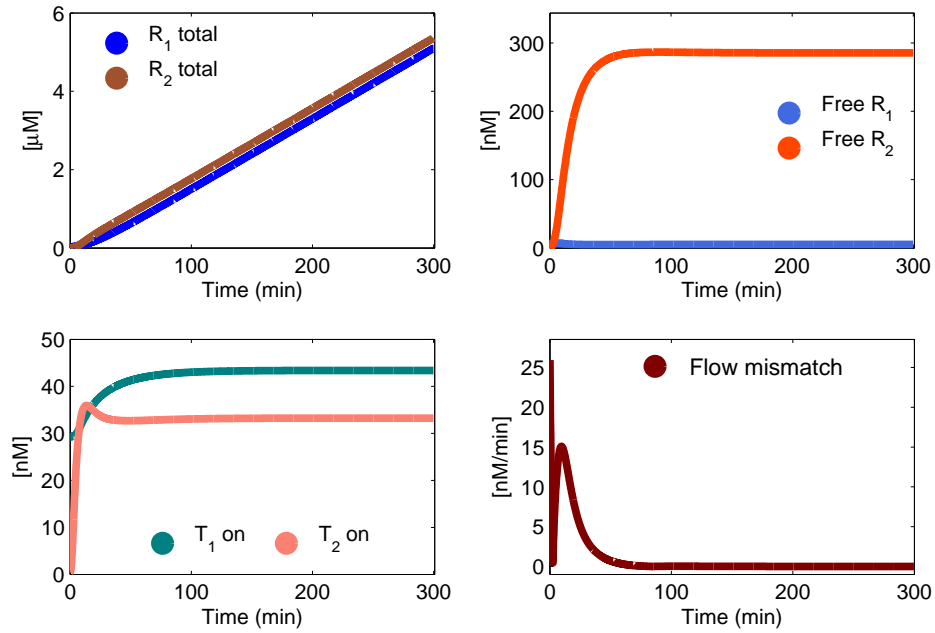 6
4
2
0
[μM]
R1 total
R2 total
0 100 200 300
Time (min)
300
200
100
0
[nM]
Free R1
Free R2
0 100 200 300
Time (min)
50
40
30
20
10
0
[nM]
T1 on T2 on
0 100 200 300
Time (min)
25
20
15
10
5
0
[nM/min]
Flow mismatch
0 100 200 300
Time (min)